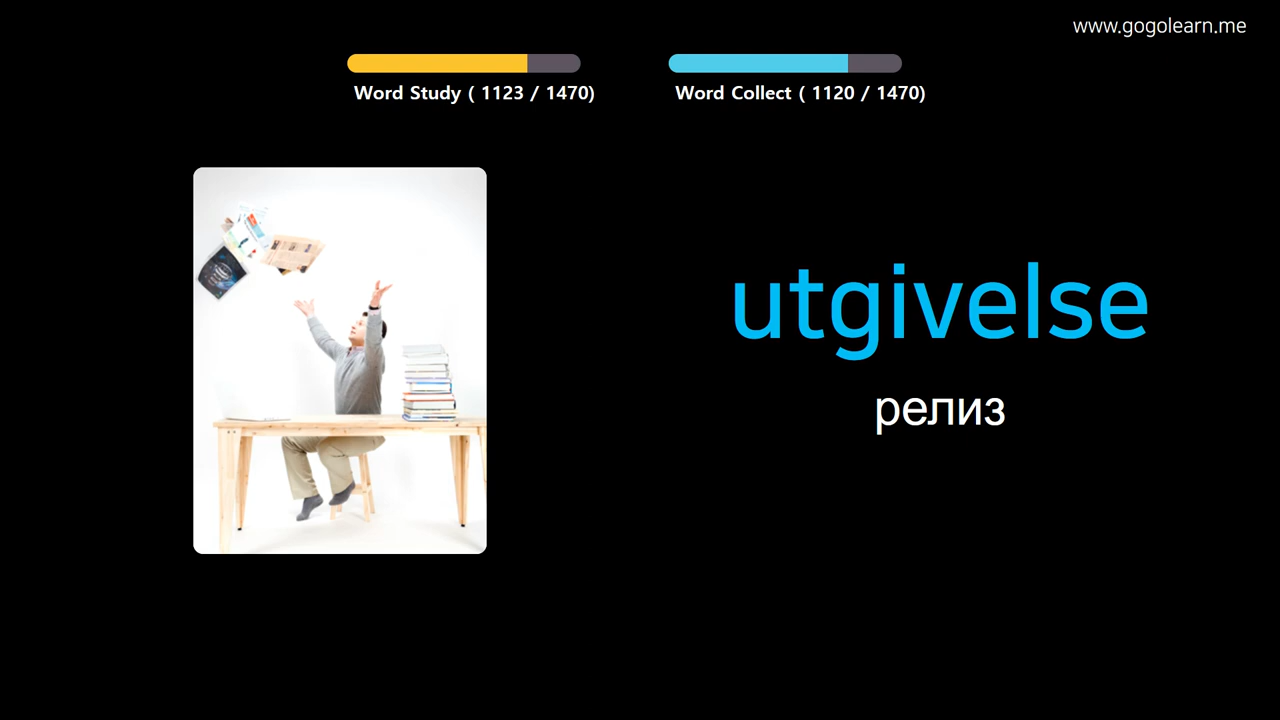 www.gogolearn.me
Word Study ( 1123 / 1470)
Word Collect ( 1120 / 1470)
utgivelse
релиз